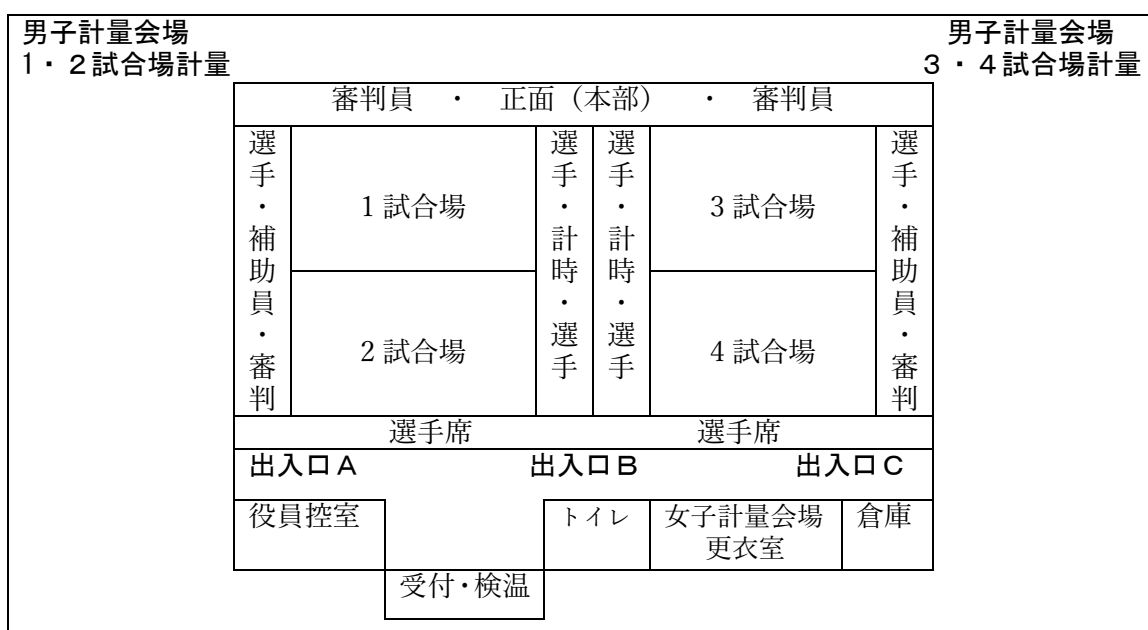 男子計量会場
1・２試合場計量
男子計量会場
３・４試合場計量
審判員　・　正面（本部）　・　審判員
選手・補助員・審判
1 試合場
2 試合場
選手・計時・選手
選手・計時・選手
3 試合場
4 試合場
選手・補助員・審判
選手席
選手席
出入口Ａ
出入口Ｂ
出入口Ｃ
役員控室
トイレ
女子計量会場
更衣室
倉庫
受付・検温